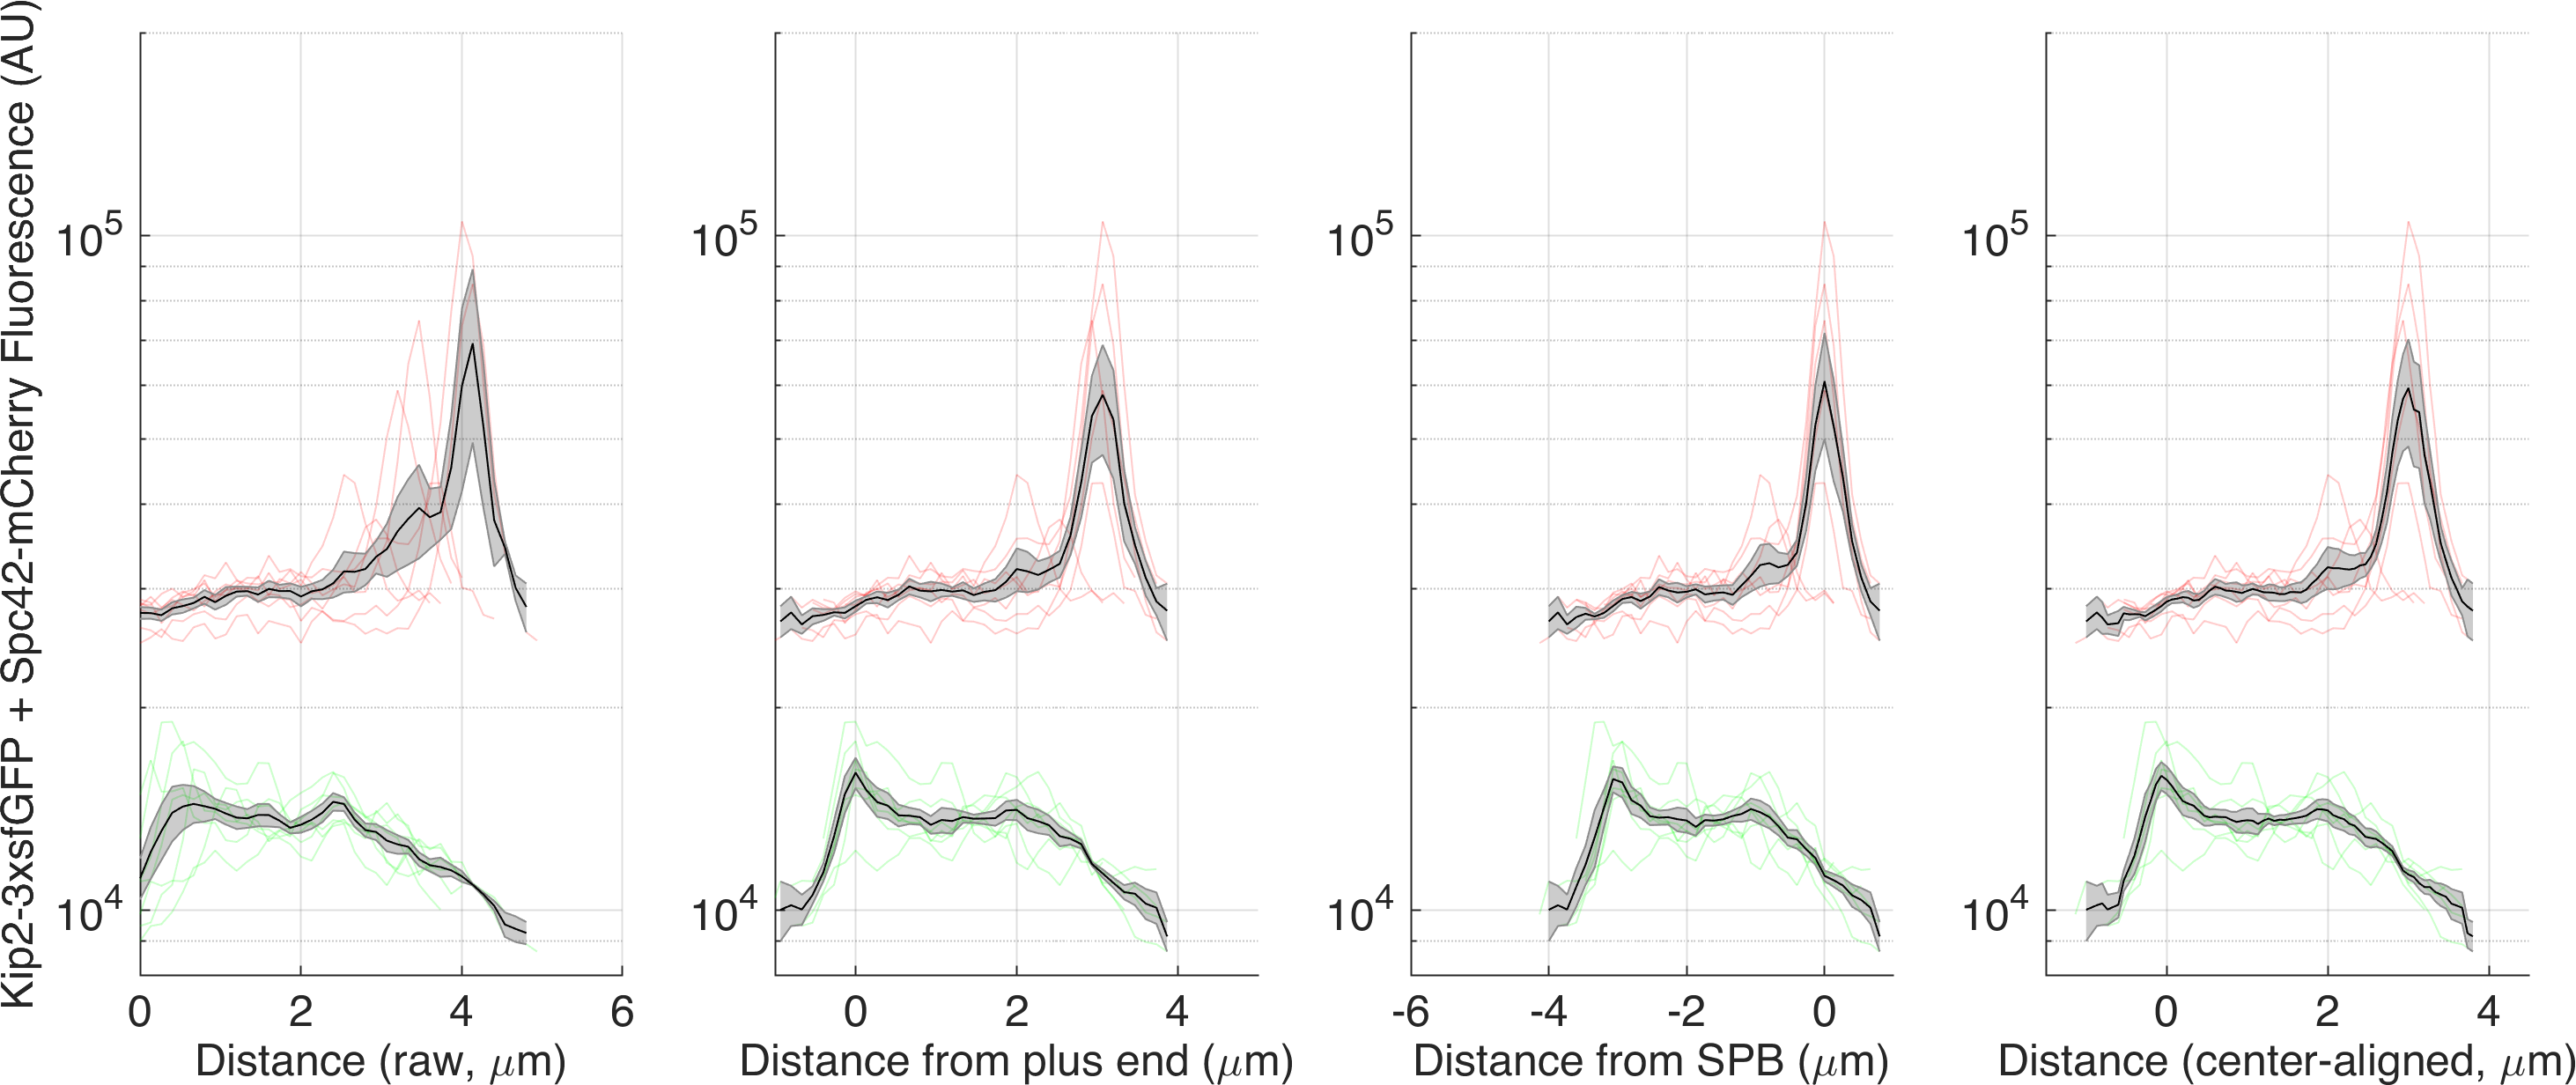 Kip2-3xsfGFP + Spc42-mCherry Fluorescence (AU)
10^5
10^4
0 2 4 6
Distance (raw, μm)
10^5
10^4
0 2 4
Distance from plus end (μm)
10^5
10^4
-6 -4 -2 0
Distance from SPB (μm)
10^5
10^4
0 2 4
Distance (center-aligned, μm)